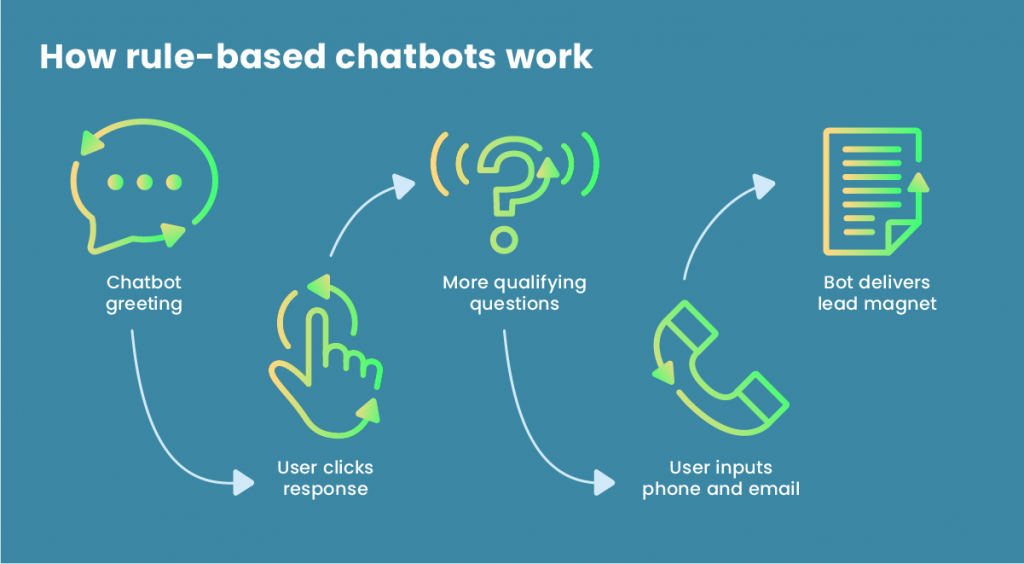 How rule-based chatbots work
Chatbot
greeting
User clicks
response
More qualifying
questions
User inputs
phone and email
Bot delivers
lead magnet